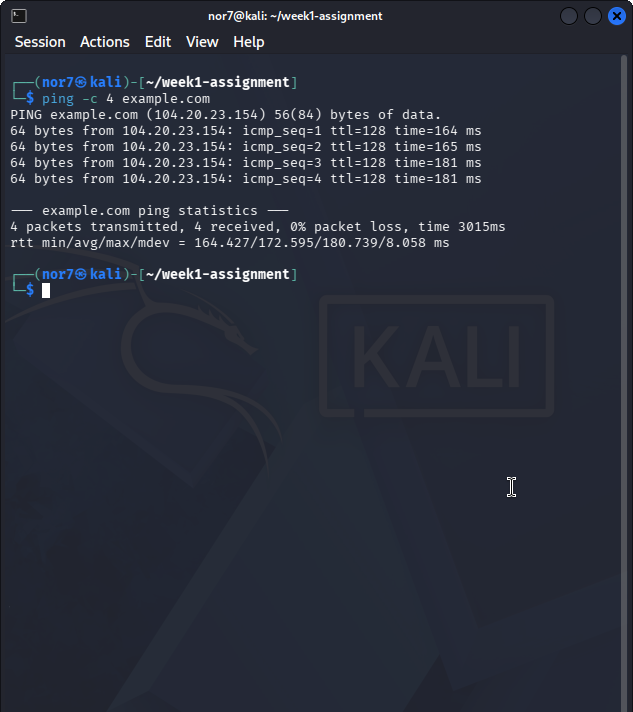 nor7@kali: ~/week1-assignment
Session Actions Edit View Help
┌──(nor7㉿kali)-[~/week1-assignment]
└─$ ping -c 4 example.com
PING example.com (104.20.23.154) 56(84) bytes of data.
64 bytes from 104.20.23.154: icmp_seq=1 ttl=128 time=164 ms
64 bytes from 104.20.23.154: icmp_seq=2 ttl=128 time=165 ms
64 bytes from 104.20.23.154: icmp_seq=3 ttl=128 time=181 ms
64 bytes from 104.20.23.154: icmp_seq=4 ttl=128 time=181 ms
--- example.com ping statistics ---
4 packets transmitted, 4 received, 0% packet loss, time 3015ms
rtt min/avg/max/mdev = 164.427/172.595/180.739/8.058 ms
┌──(nor7㉿kali)-[~/week1-assignment]
└─$
KALI